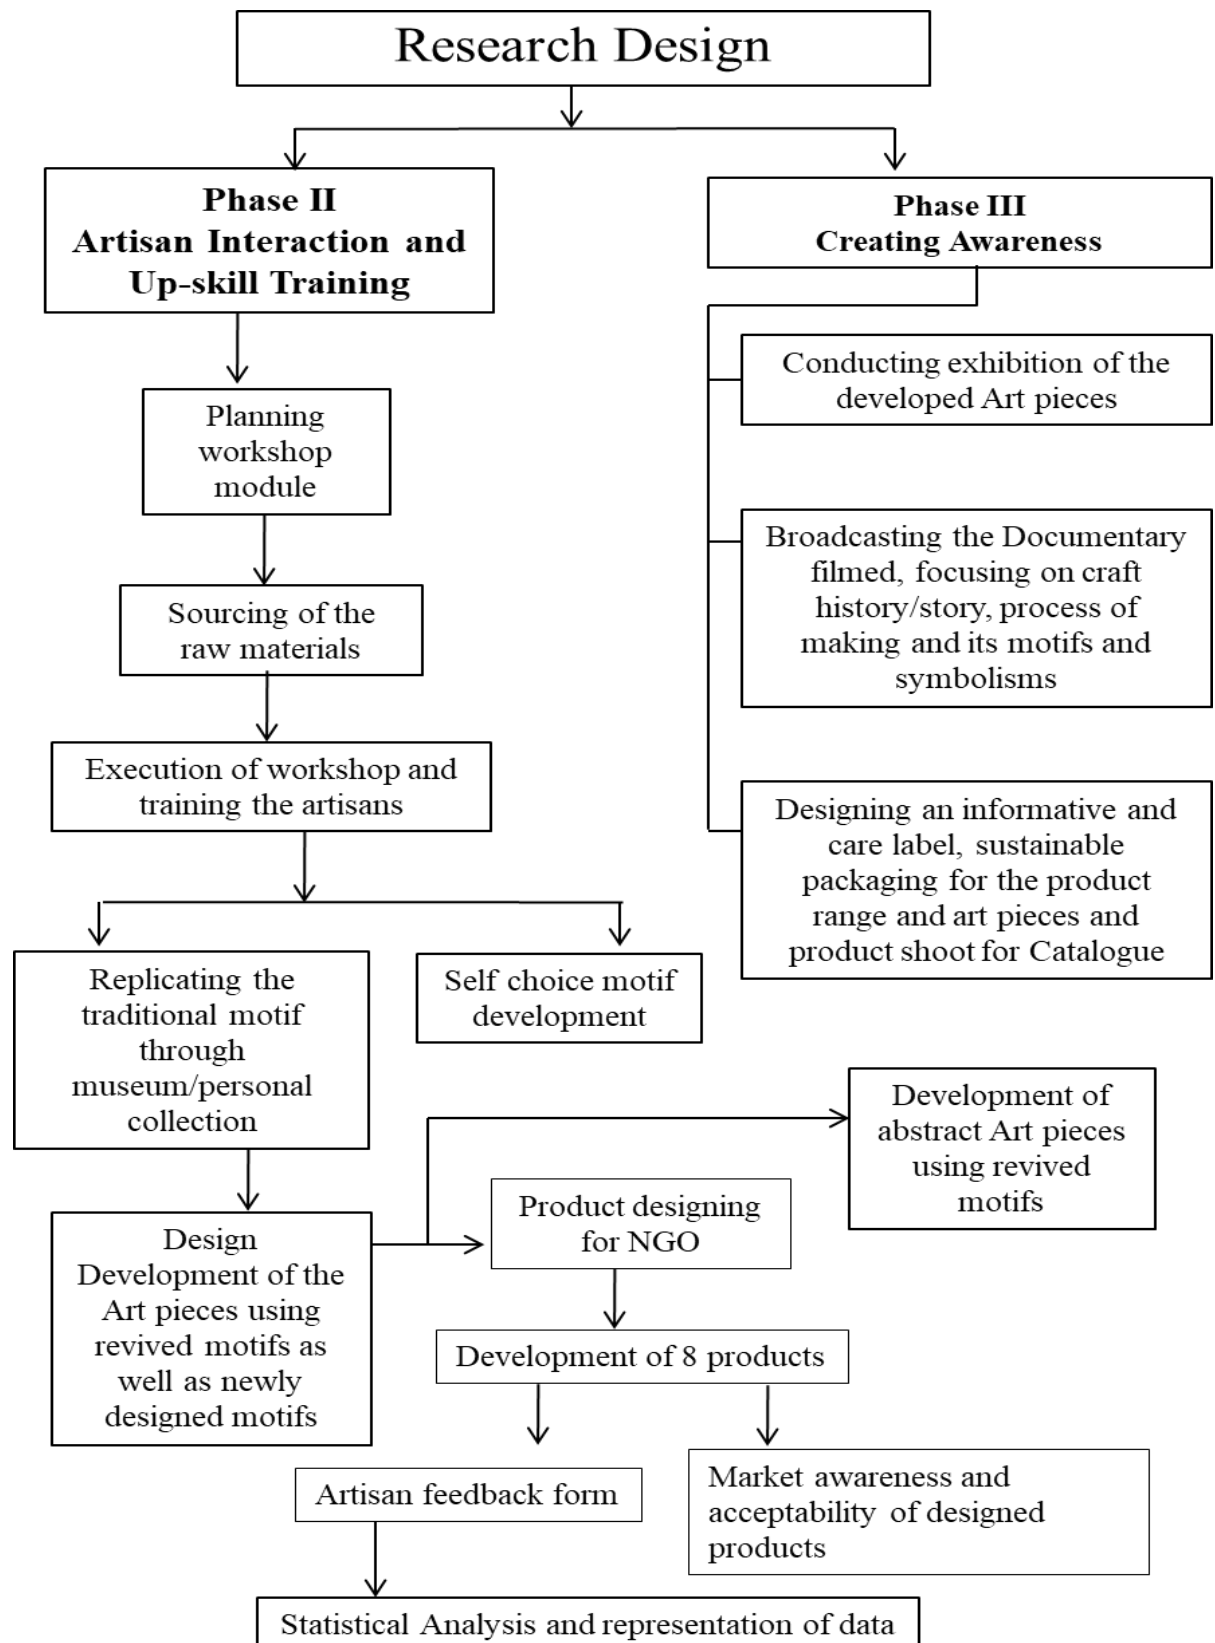 Research Design
Phase II
Artisan Interaction and
Up-skill Training
Planning
workshop
module
Sourcing of the
raw materials
Execution of workshop and
training the artisans
Replicating the
traditional motif
through
museum/personal
collection
Self choice motif
development
Design
Development of the
Art pieces using
revived motifs as
well as newly
designed motifs
Product designing
for NGO
Development of
abstract Art pieces
using revived
motifs
Development of 8 products
Artisan feedback form
Market awareness and
acceptability of designed
products
Statistical Analysis and representation of data
Phase III
Creating Awareness
Conducting exhibition of the
developed Art pieces
Broadcasting the Documentary
filmed, focusing on craft
history/story, process of
making and its motifs and
symbolisms
Designing an informative and
care label, sustainable
packaging for the product
range and art pieces and
product shoot for Catalogue